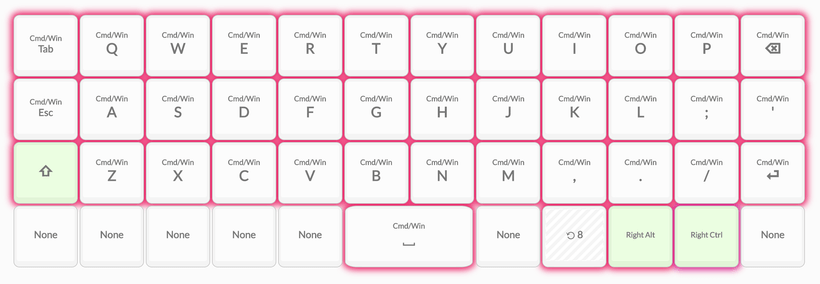 Cmd/Win Cmd/Win Cmd/Win Cmd/Win Cmd/Win Cmd/Win Cmd/Win Cmd/Win Cmd/Win Cmd/Win Cmd/Win Cmd/Win
Tab Q W E R T Y U I O P ⌫
Cmd/Win Cmd/Win Cmd/Win Cmd/Win Cmd/Win Cmd/Win Cmd/Win Cmd/Win Cmd/Win Cmd/Win Cmd/Win Cmd/Win
Esc A S D F G H J K L ; '
Cmd/Win Cmd/Win Cmd/Win Cmd/Win Cmd/Win Cmd/Win Cmd/Win Cmd/Win Cmd/Win Cmd/Win Cmd/Win
⇧ Z X C V B N M , . / ↵
Cmd/Win
None None None None None ⎵ None 8 Right Alt Right Ctrl None